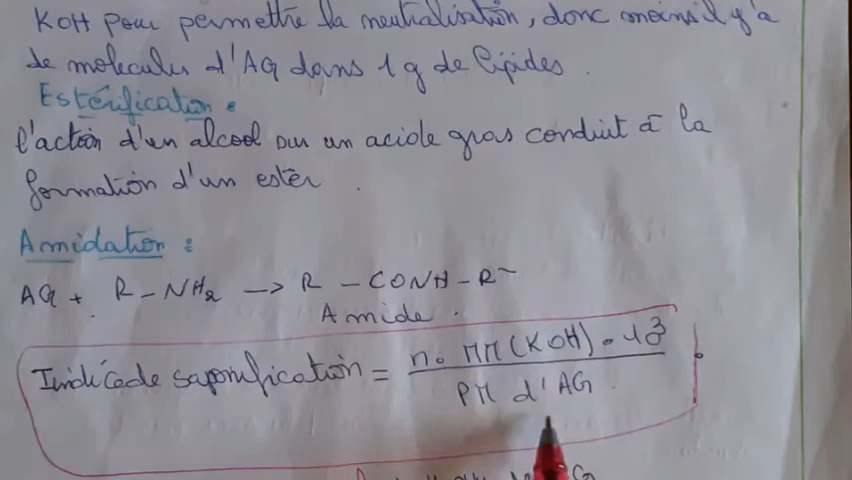 KOH pour permettre la neutralisation, donc moins il y'a
de molécules d'AG dans 1 g de lipides.
Estérification :
l'action d'un alcool sur un acide gras conduit à la
formation d'un ester.
Amidation :
AG + R-NH2 → R-CONH-R~
Amide.
Indice de saponification = n. MM(KOH). 10³
PM d'AG